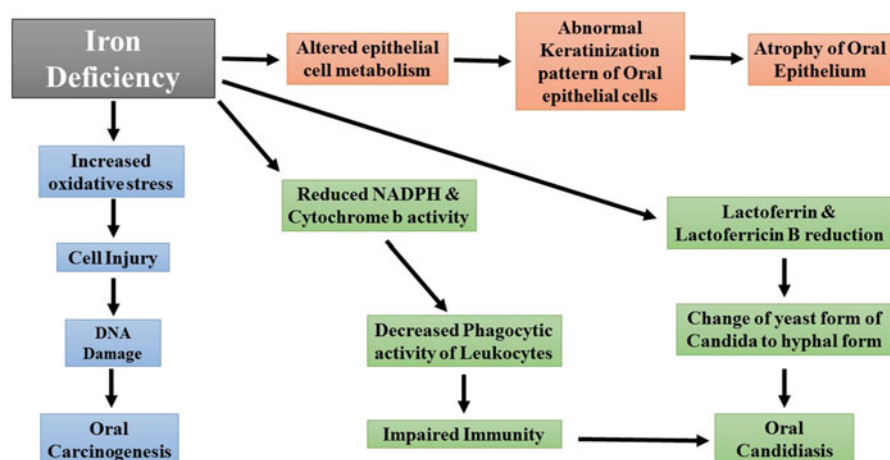 Iron
Deficiency
Altered epithelial
cell metabolism
Abnormal
Keratinization
pattern of Oral
epithelial cells
Atrophy of Oral
Epithelium
Increased
oxidative stress
Cell Injury
DNA
Damage
Oral
Carcinogenesis
Reduced NADPH &
Cytochrome b activity
Decreased Phagocytic
activity of Leukocytes
Impaired Immunity
Lactoferrin &
Lactoferricin B reduction
Change of yeast form of
Candida to hyphal form
Oral
Candidiasis